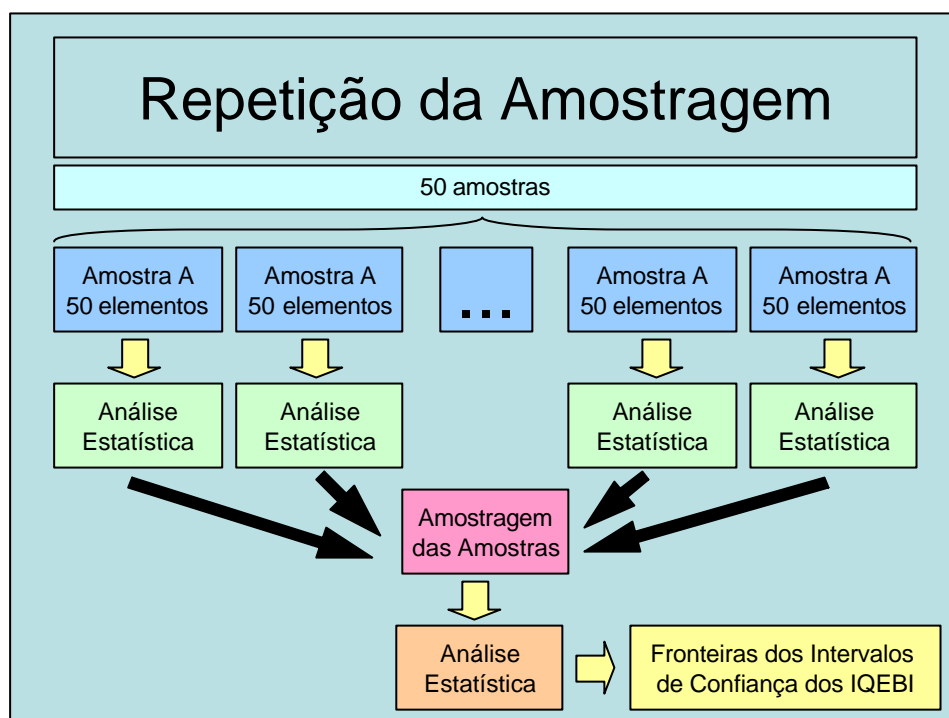 Repetição da Amostragem
50 amostras
Amostra A
50 elementos
Amostra A
50 elementos
...
Amostra A
50 elementos
Amostra A
50 elementos
Análise
Estatística
Análise
Estatística
Análise
Estatística
Análise
Estatística
Amostragem
das Amostras
Análise
Estatística
Fronteiras dos Intervalos
de Confiança dos IQEBI